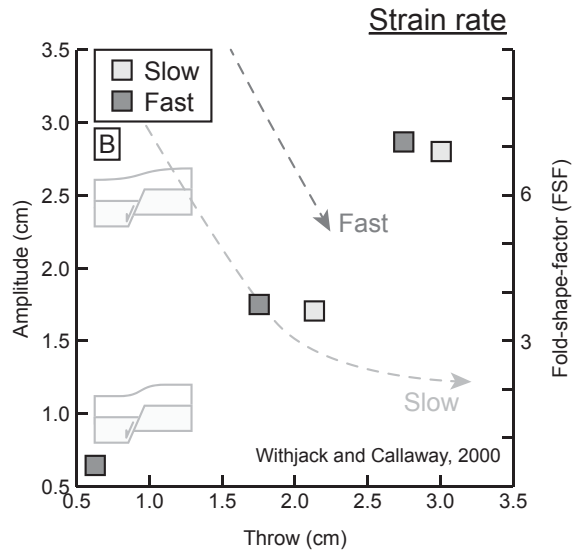 Strain rate
3.5
3.0
2.5
2.0
1.5
1.0
0.5
Amplitude (cm)
Slow
Fast
B
Fast
Slow
6
3
Fold-shape-factor (FSF)
Withjack and Callaway, 2000
0.5 1.0 1.5 2.0 2.5 3.0 3.5
Throw (cm)